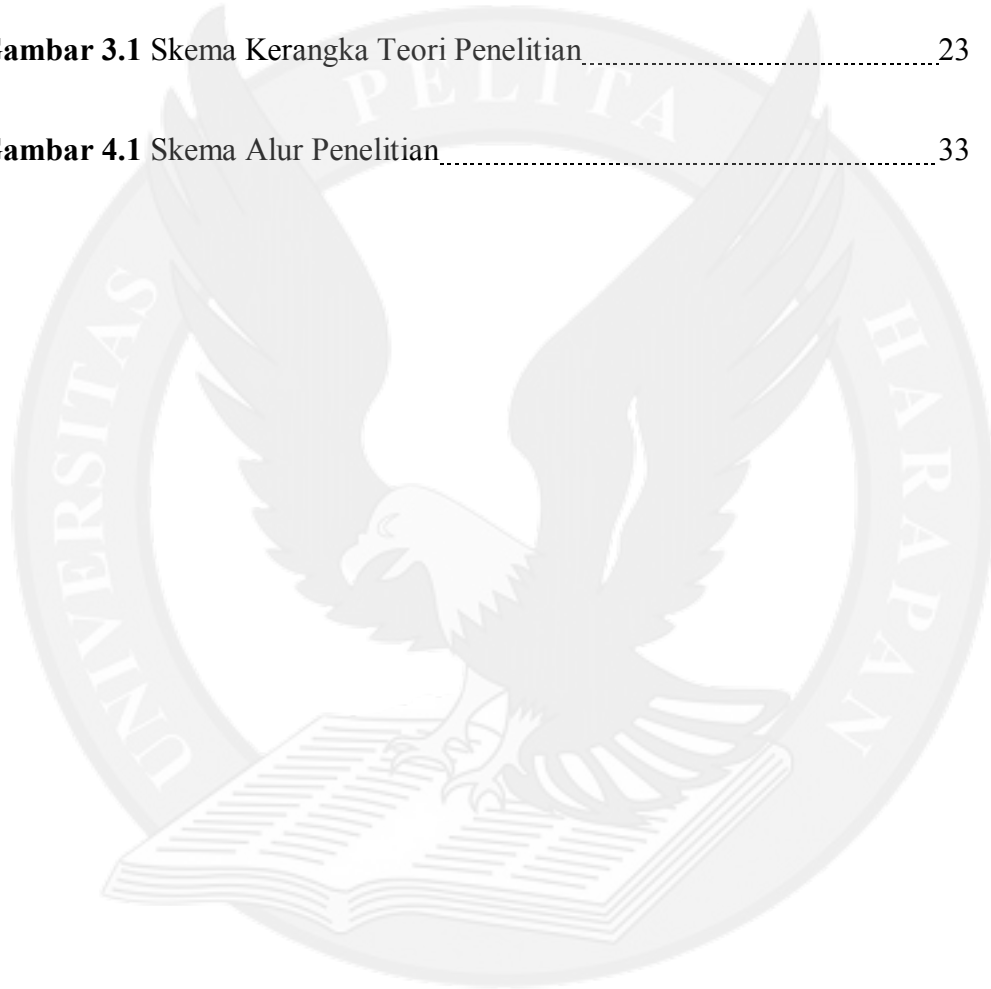 ambar 3.1 Skema Kerangka Teori Penelitian 23
ambar 4.1 Skema Alur Penelitian 33
UNIVERSITAS PELITA HARAPAN